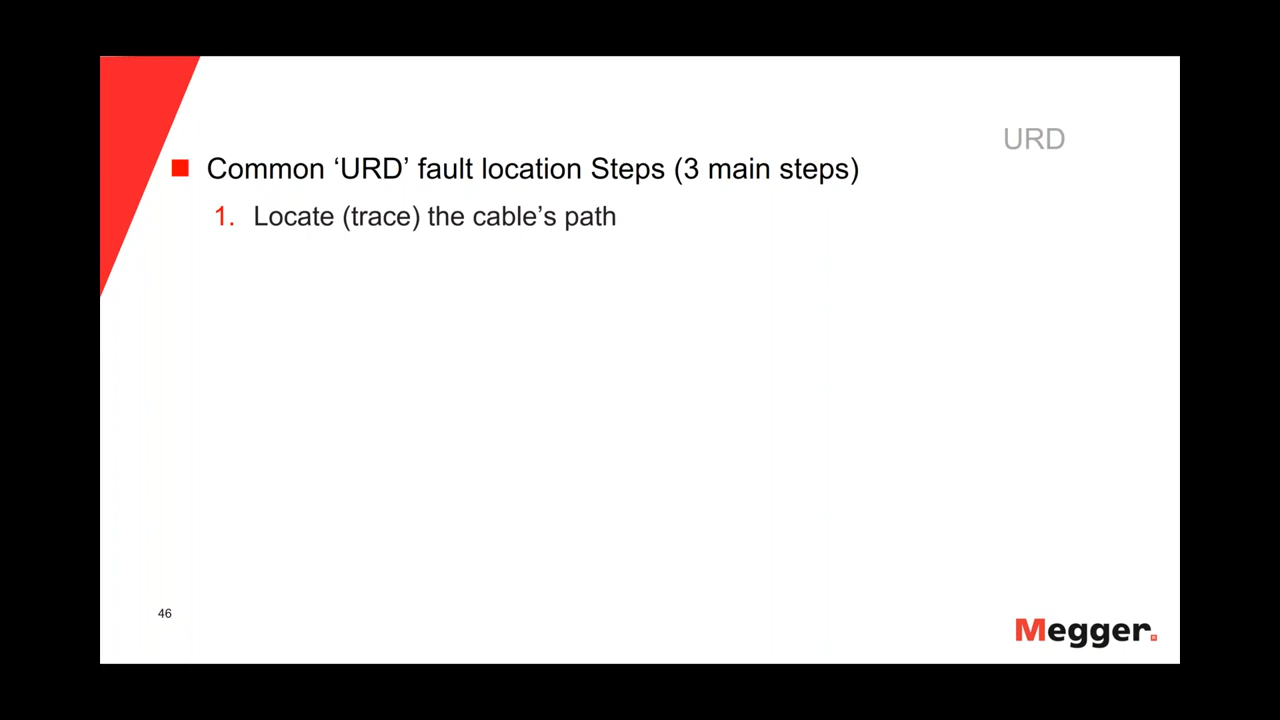 URD
Common ‘URD’ fault location Steps (3 main steps)
1. Locate (trace) the cable’s path
46
Megger.